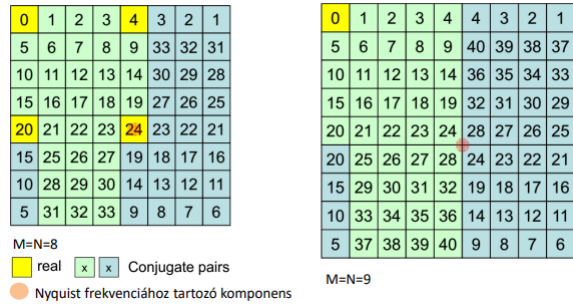 0 1 2 3 4 3 2 1
5 6 7 8 9 33 32 31
10 11 12 13 14 30 29 28
15 16 17 18 19 27 26 25
20 21 22 23 24 23 22 21
15 25 26 27 19 18 17 16
10 28 29 30 14 13 12 11
5 31 32 33 9 8 7 6
M=N=8
real x x Conjugate pairs
Nyquist frekvenciához tartozó komponens
0 1 2 3 4 4 3 2 1
5 6 7 8 9 40 39 38 37
10 11 12 13 14 36 35 34 33
15 16 17 18 19 32 31 30 29
20 21 22 23 24 28 27 26 25
20 25 26 27 28 24 23 22 21
15 29 30 31 32 19 18 17 16
10 33 34 35 36 14 13 12 11
5 37 38 39 40 9 8 7 6
M=N=9